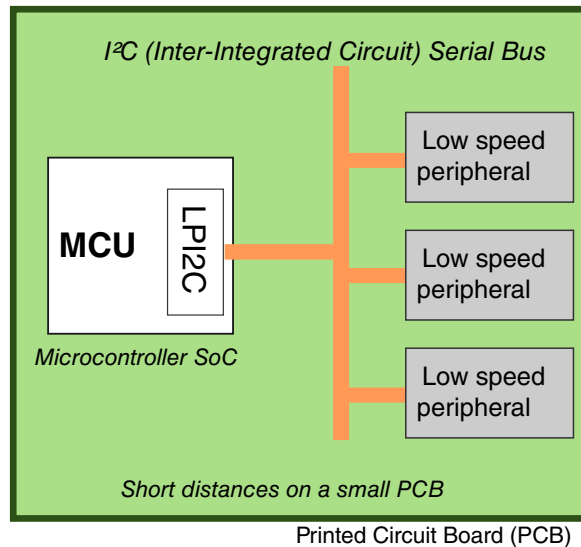 I²C (Inter-Integrated Circuit) Serial Bus
Low speed
peripheral
MCU
LPI2C
Low speed
peripheral
Microcontroller SoC
Low speed
peripheral
Short distances on a small PCB
Printed Circuit Board (PCB)